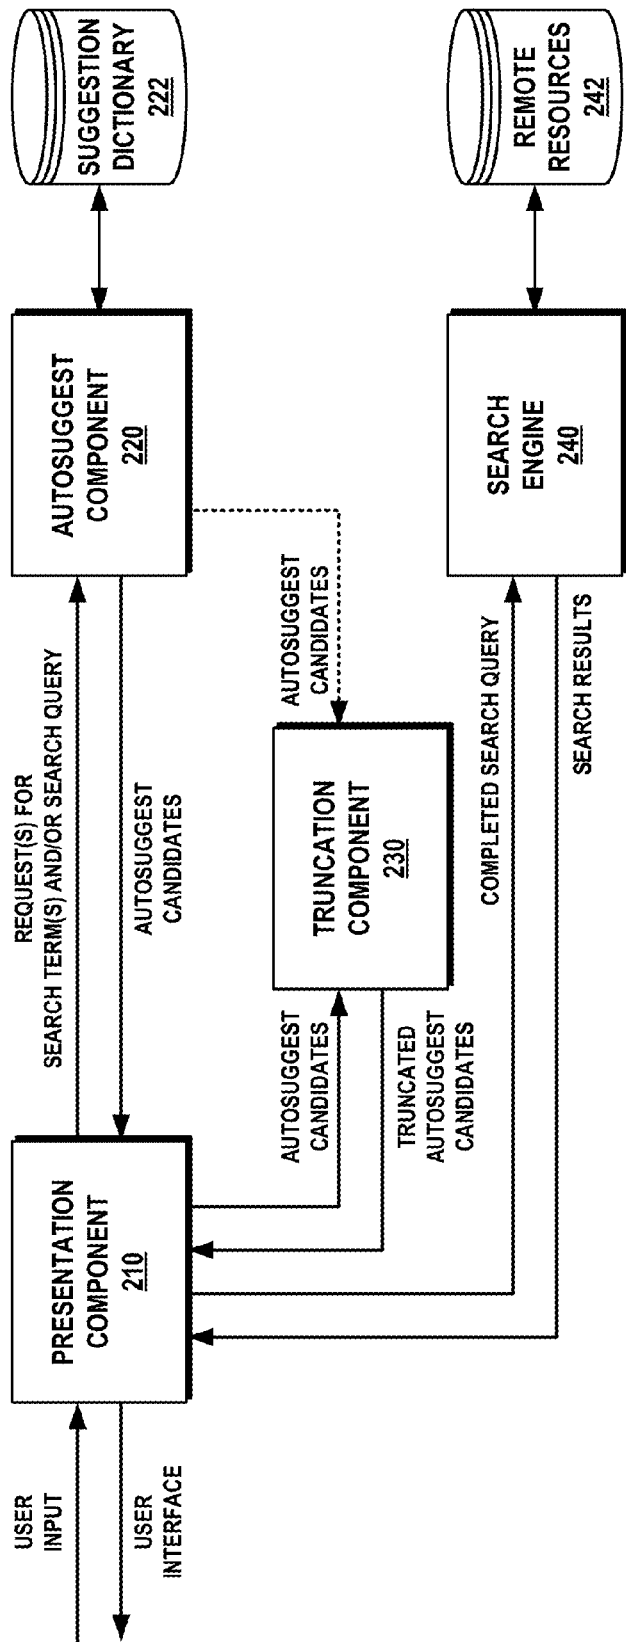 USER
INPUT
USER
INTERFACE
PRESENTATION
COMPONENT
210
REQUEST(S) FOR
SEARCH TERM(S) AND/OR SEARCH QUERY
AUTOSUGGEST
CANDIDATES
AUTOSUGGEST
COMPONENT
220
SUGGESTION
DICTIONARY
222
AUTOSUGGEST
CANDIDATES
TRUNCATED
AUTOSUGGEST
CANDIDATES
TRUNCATION
COMPONENT
230
AUTOSUGGEST
CANDIDATES
COMPLETED SEARCH QUERY
SEARCH RESULTS
SEARCH
ENGINE
240
REMOTE
RESOURCES
242